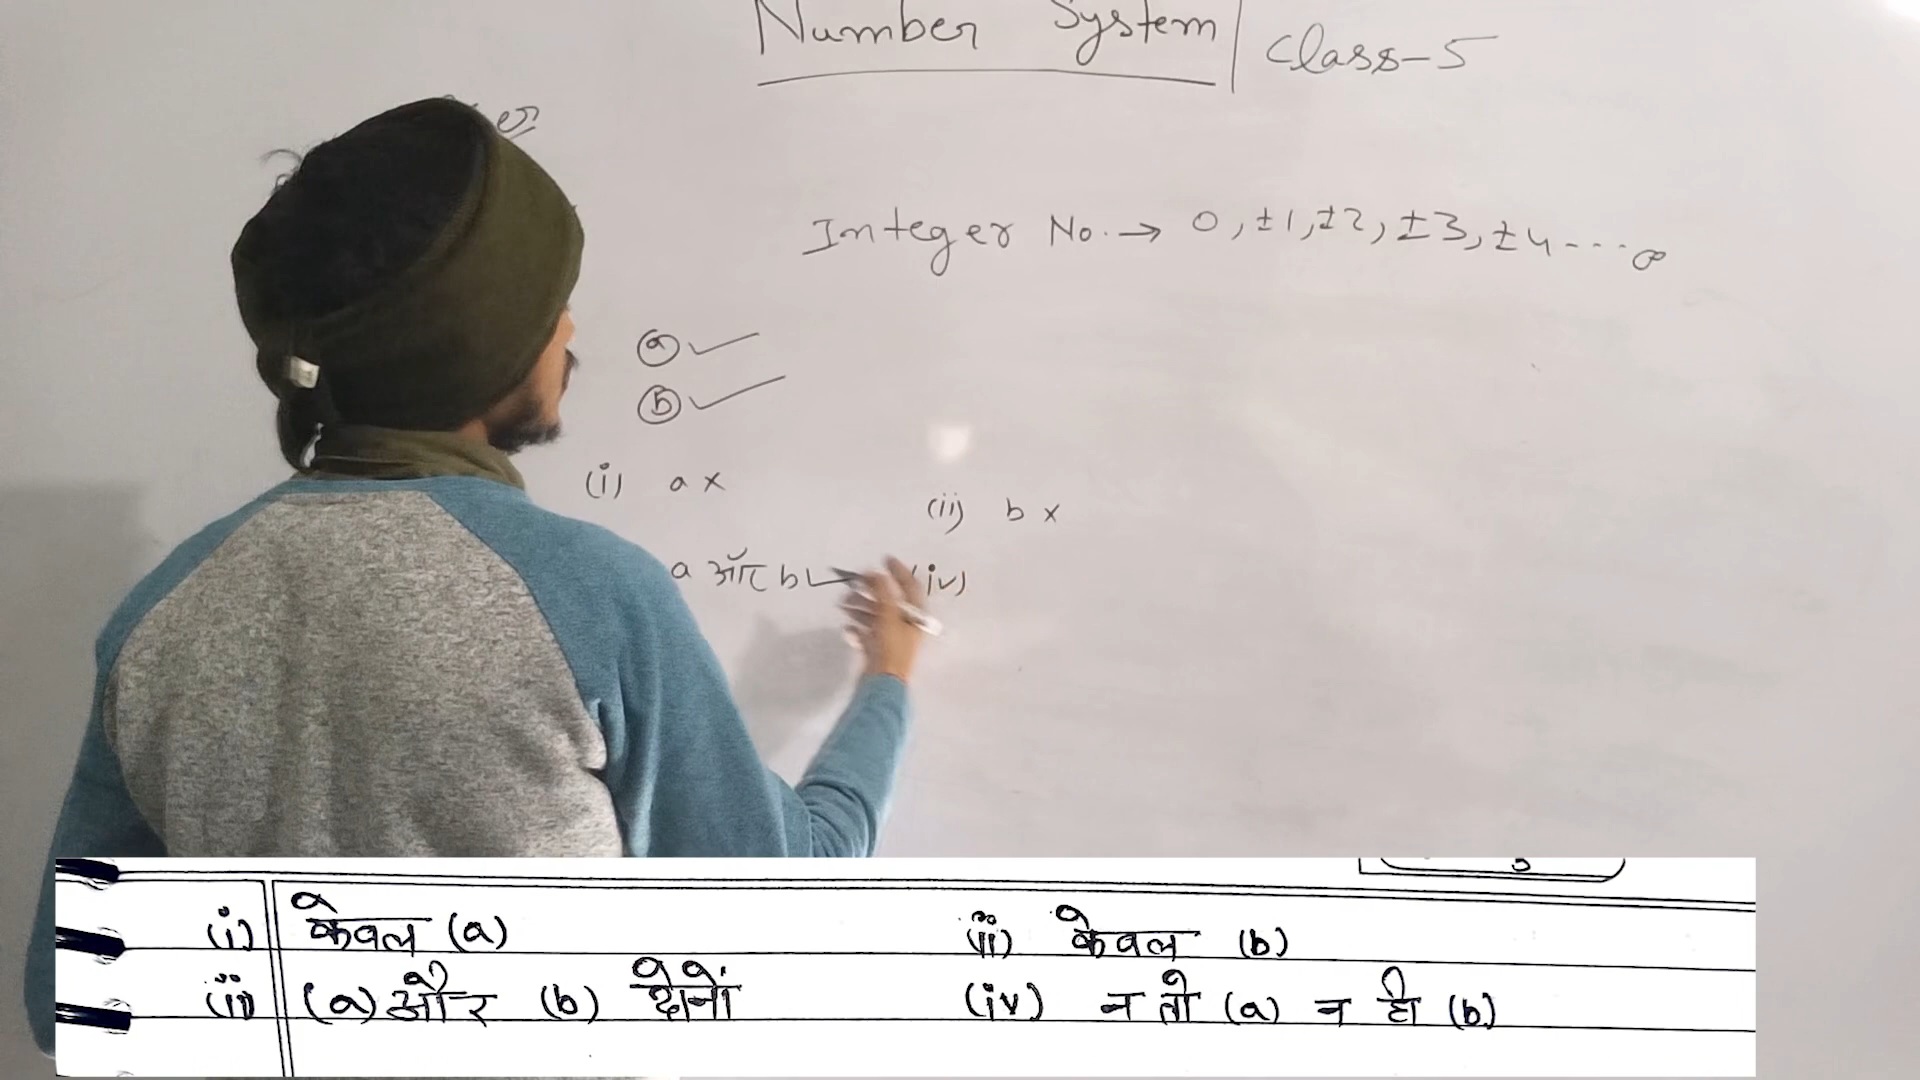 Number System | Class-5
Integer No. → 0, ±1, ±2, ±3, ±4 --- ∞
(a) ✓
(b) ✓
(i) a ×
(ii) b ×
a और b ✓ (iv)
(i) केवल (a) (ii) केवल (b)
(iii) (a) और (b) दोनों (iv) न तो (a) न ही (b)